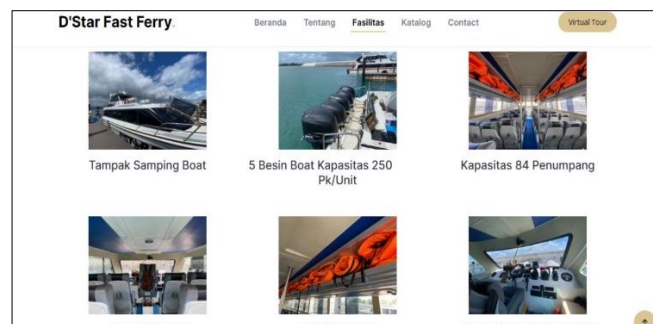 D'Star Fast Ferry.
Beranda Tentang Fasilitas Katalog Contact
Virtual Tour
Tampak Samping Boat
5 Besin Boat Kapasitas 250
Pk/Unit
Kapasitas 84 Penumpang